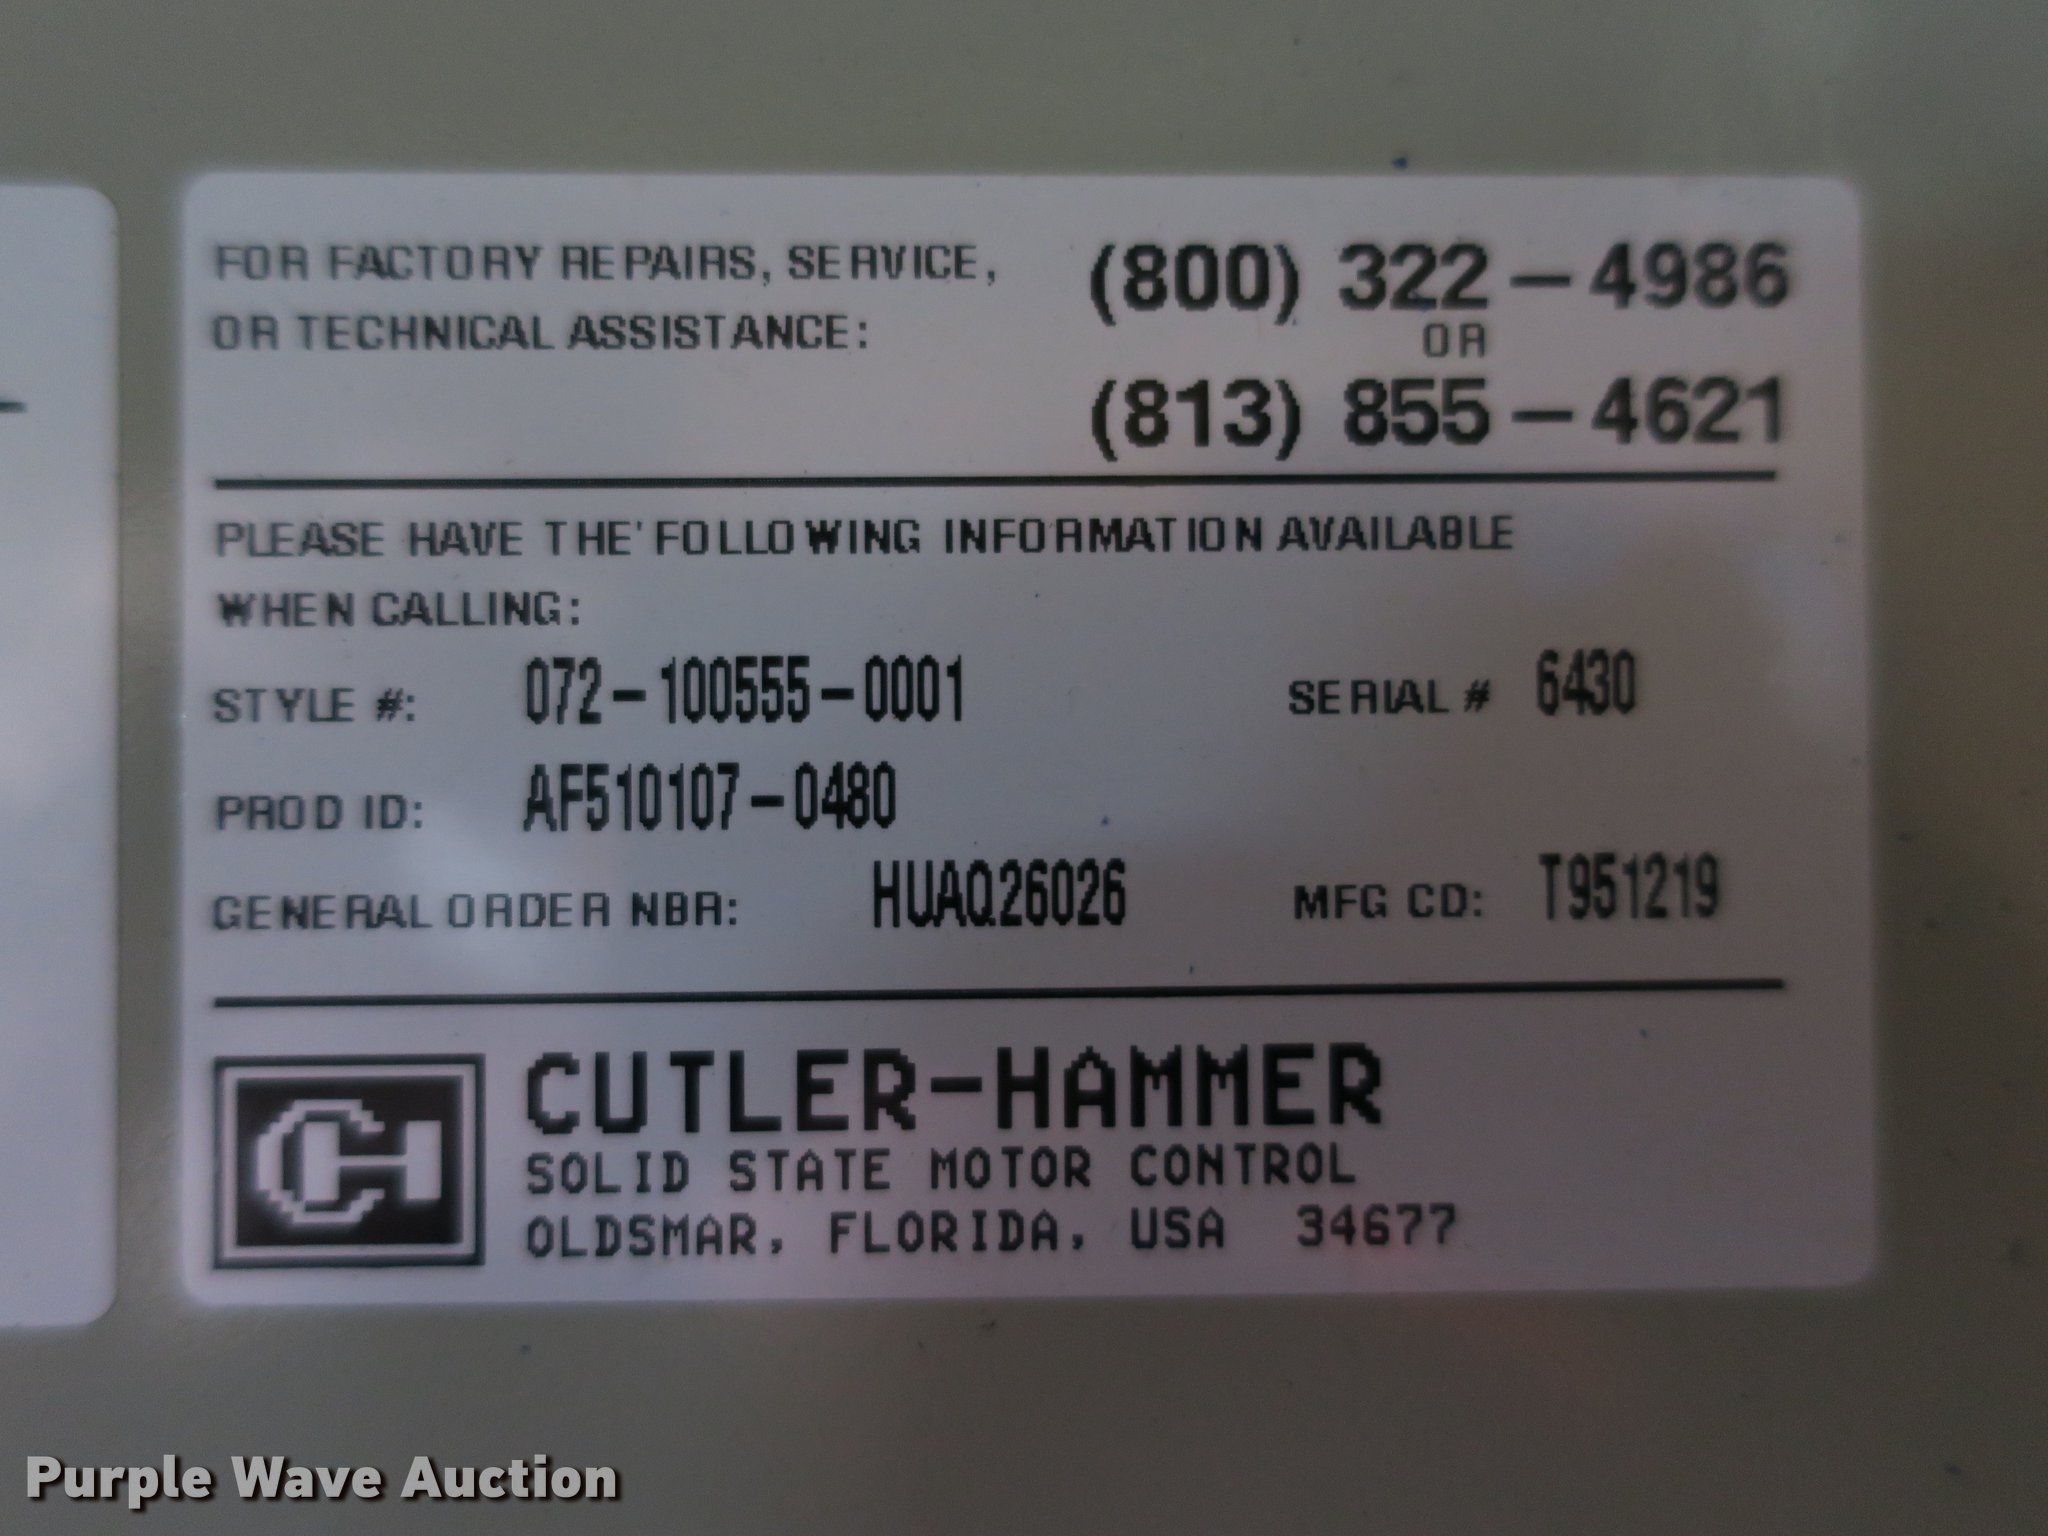 FOR FACTORY REPAIRS, SERVICE,
OR TECHNICAL ASSISTANCE:
(800) 322-4986
OR
(813) 855-4621
PLEASE HAVE THE FOLLOWING INFORMATION AVAILABLE
WHEN CALLING:
STYLE #: 072-100555-0001 SERIAL # 6430
PROD ID: AF510107-0480
GENERAL ORDER NBR: HUAQ26026 MFG CD: T951219
CH CUTLER-HAMMER
SOLID STATE MOTOR CONTROL
OLDSMAR, FLORIDA, USA 34677
Purple Wave Auction